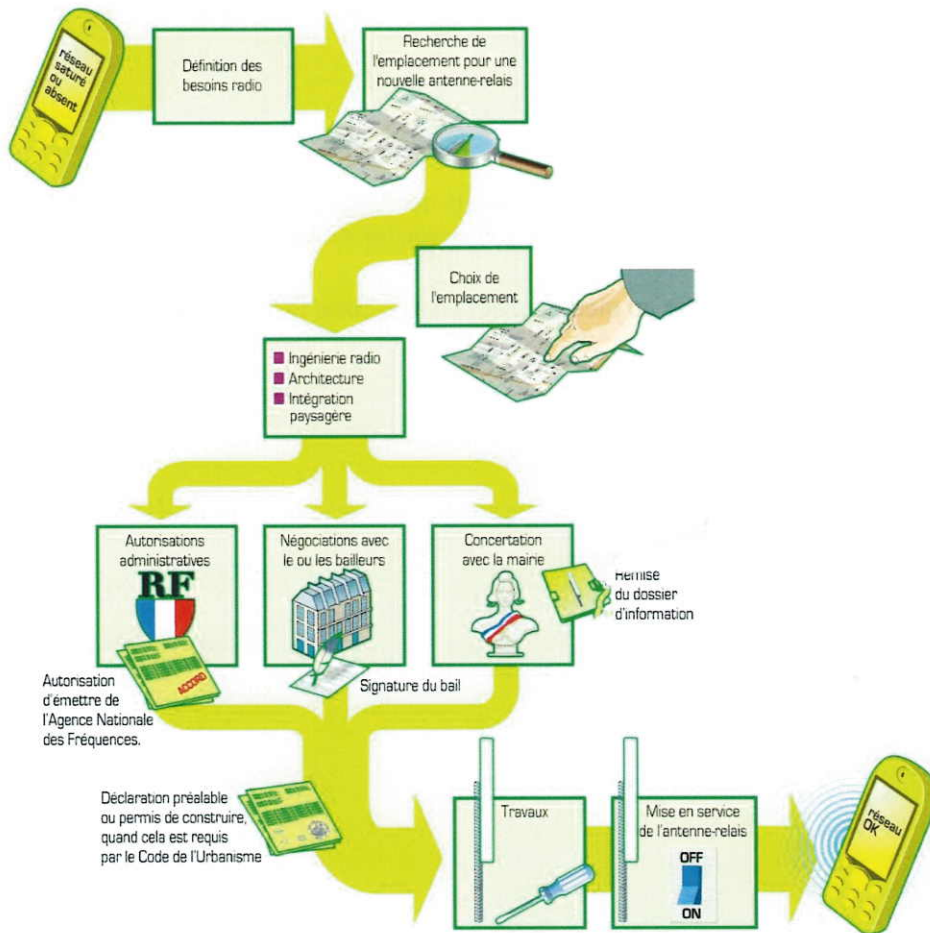 réseau
saturé
ou
absent
Définition des
besoins radio
Recherche de
l'emplacement pour une
nouvelle antenne-relais
Choix de
l'emplacement
Ingénierie radio
Architecture
Intégration
paysagère
Autorisations
administratives
RF
ACCORD
Autorisation
d'émettre de
l'Agence Nationale
des Fréquences.
Négociations avec
le ou les bailleurs
Signature du bail
Concertation
avec la mairie
Remise
du dossier
d'information
Déclaration préalable
ou permis de construire,
quand cela est requis
par le Code de l'Urbanisme
Travaux
Mise en service
de l'antenne-relais
OFF
ON
réseau
OK